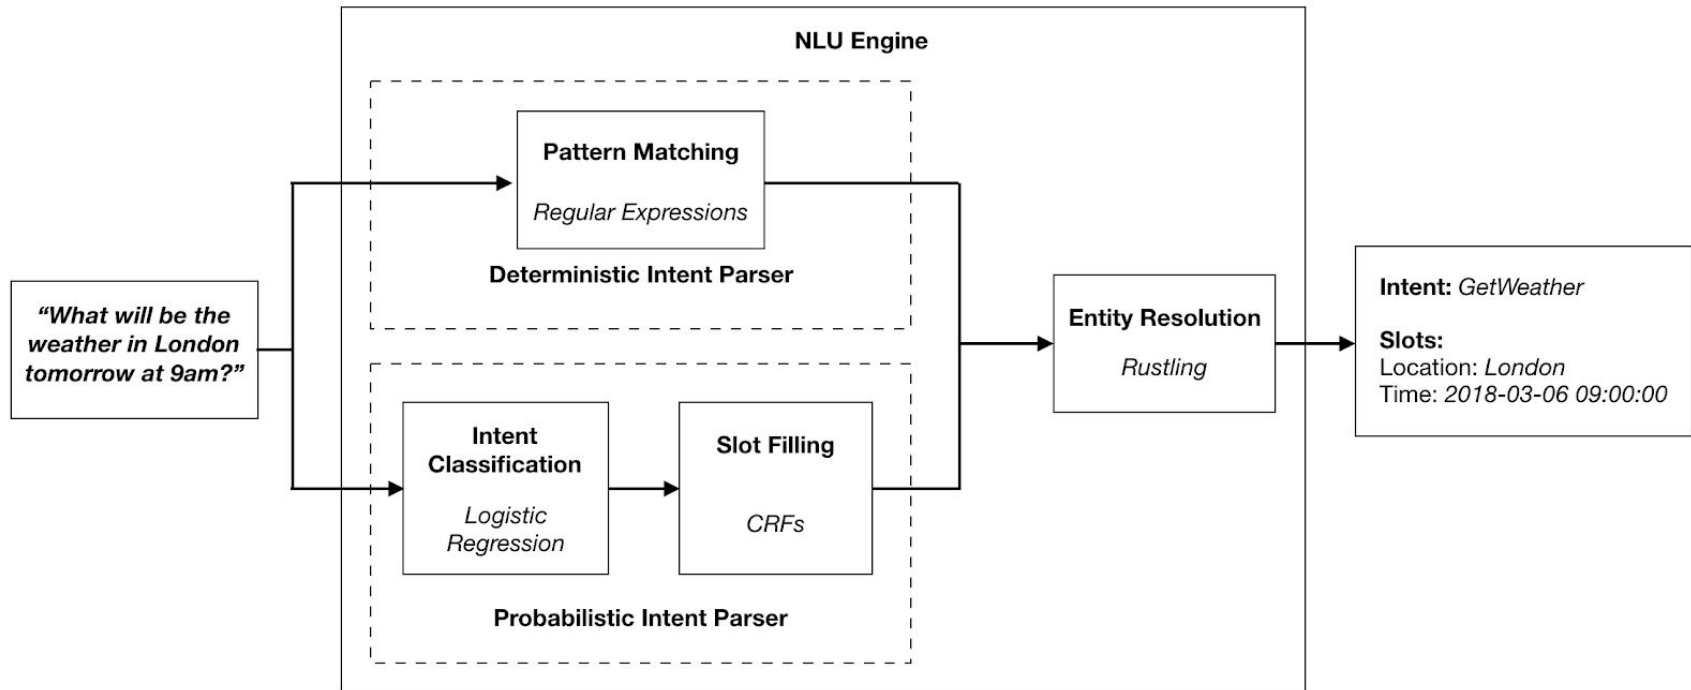 NLU Engine
Pattern Matching
Regular Expressions
Deterministic Intent Parser
“What will be the
weather in London
tomorrow at 9am?”
Intent
Classification
Logistic
Regression
Slot Filling
CRFs
Probabilistic Intent Parser
Entity Resolution
Rustling
Intent: GetWeather
Slots:
Location: London
Time: 2018-03-06 09:00:00